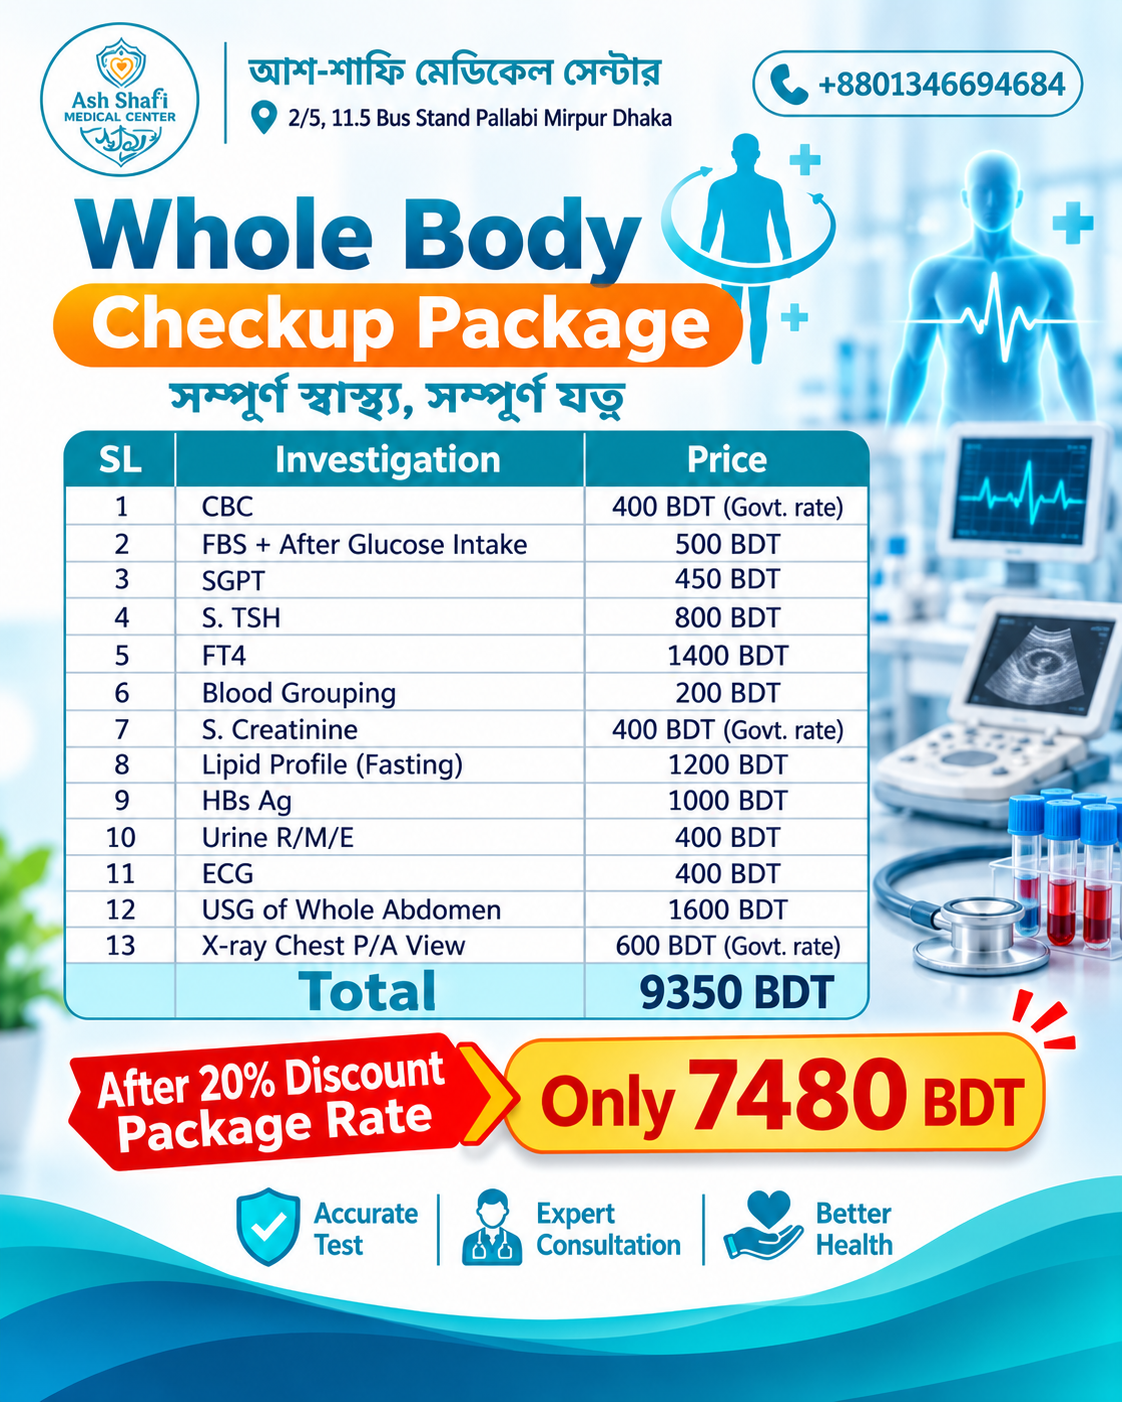 Ash Shafi
MEDICAL CENTER
আশ-শাফি মেডিকেল সেন্টার
2/5, 11.5 Bus Stand Pallabi Mirpur Dhaka
+8801346694684
Whole Body
Checkup Package
সম্পূর্ণ স্বাস্থ্য, সম্পূর্ণ যত্ন
SL Investigation Price
1 CBC 400 BDT (Govt. rate)
2 FBS + After Glucose Intake 500 BDT
3 SGPT 450 BDT
4 S. TSH 800 BDT
5 FT4 1400 BDT
6 Blood Grouping 200 BDT
7 S. Creatinine 400 BDT (Govt. rate)
8 Lipid Profile (Fasting) 1200 BDT
9 HBs Ag 1000 BDT
10 Urine R/M/E 400 BDT
11 ECG 400 BDT
12 USG of Whole Abdomen 1600 BDT
13 X-ray Chest P/A View 600 BDT (Govt. rate)
Total 9350 BDT
After 20% Discount
Package Rate
Only 7480 BDT
Accurate
Test
Expert
Consultation
Better
Health